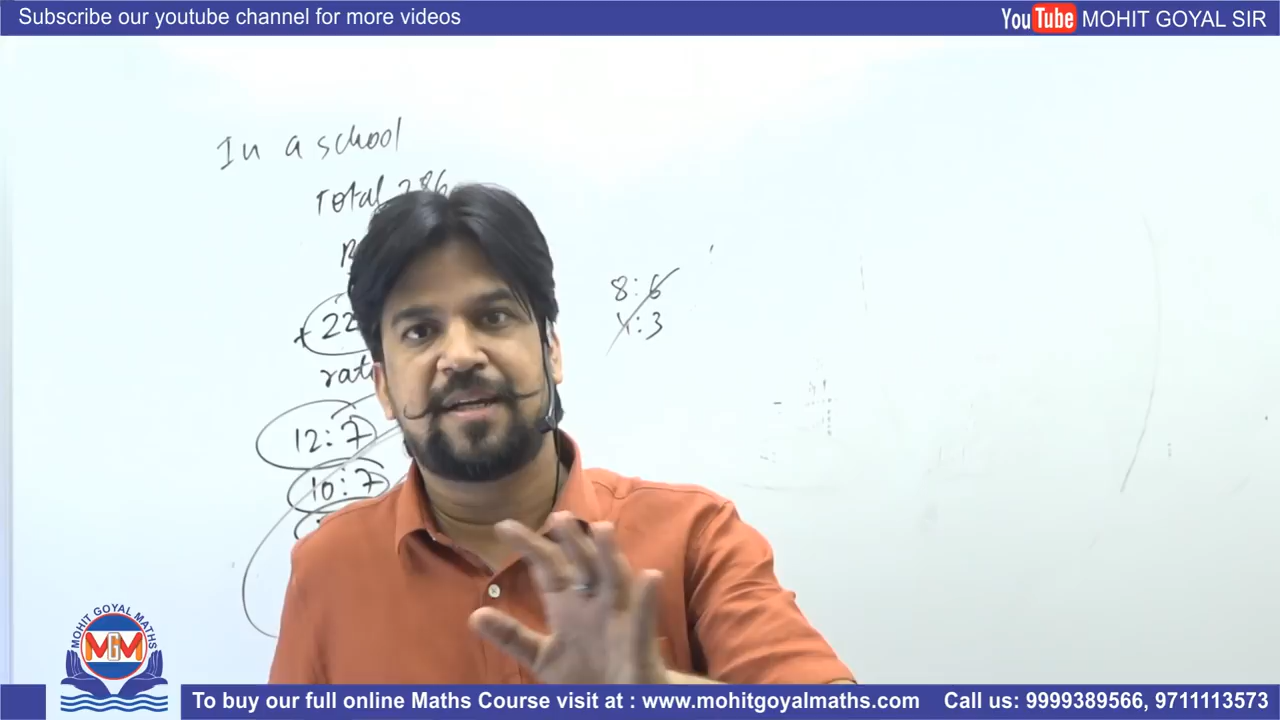 Subscribe our youtube channel for more videos
YouTube MOHIT GOYAL SIR
In a school
Total 286
+ 22
8:6
4:3
12:7
10:7
MOHIT GOYAL MATHS
MGM
To buy our full online Maths Course visit at : www.mohitgoyalmaths.com Call us: 9999389566, 9711113573